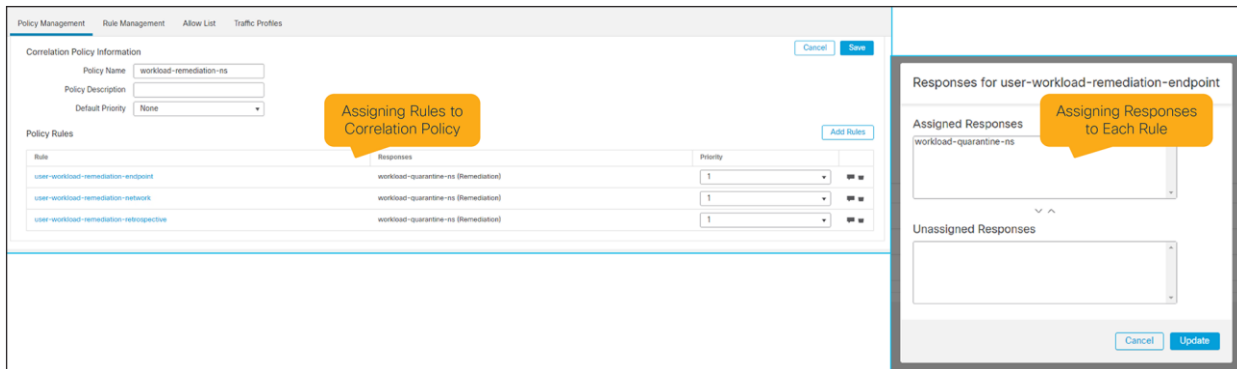 Policy Management Rule Management Allow List Traffic Profiles
Correlation Policy Information
Cancel Save
Policy Name workload-remediation-ns
Policy Description
Default Priority None
Assigning Rules to
Correlation Policy
Policy Rules
Add Rules
Rule Responses Priority
user-workload-remediation-endpoint workload-quarantine-ns (Remediation) 1
user-workload-remediation-network workload-quarantine-ns (Remediation) 1
user-workload-remediation-retrospective workload-quarantine-ns (Remediation) 1
Responses for user-workload-remediation-endpoint
Assigned Responses
Assigning Responses
to Each Rule
workload-quarantine-ns
Unassigned Responses
Cancel Update